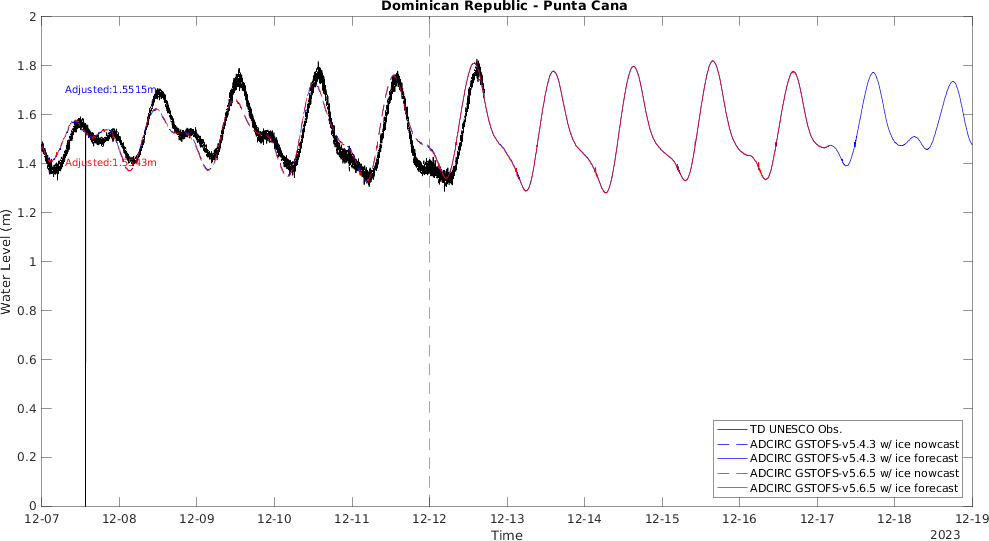 Dominican Republic - Punta Cana
Water Level (m)
2
1.8
1.6
1.4
1.2
1
0.8
0.6
0.4
0.2
0
Adjusted:1.5515m
TD UNESCO Obs.
ADCIRC GSTOFS-v5.4.3 w/ ice nowcast
ADCIRC GSTOFS-v5.4.3 w/ ice forecast
ADCIRC GSTOFS-v5.6.5 w/ ice nowcast
ADCIRC GSTOFS-v5.6.5 w/ ice forecast
12-07 12-08 12-09 12-10 12-11 12-12 12-13 12-14 12-15 12-16 12-17 12-18 12-19
Time
2023